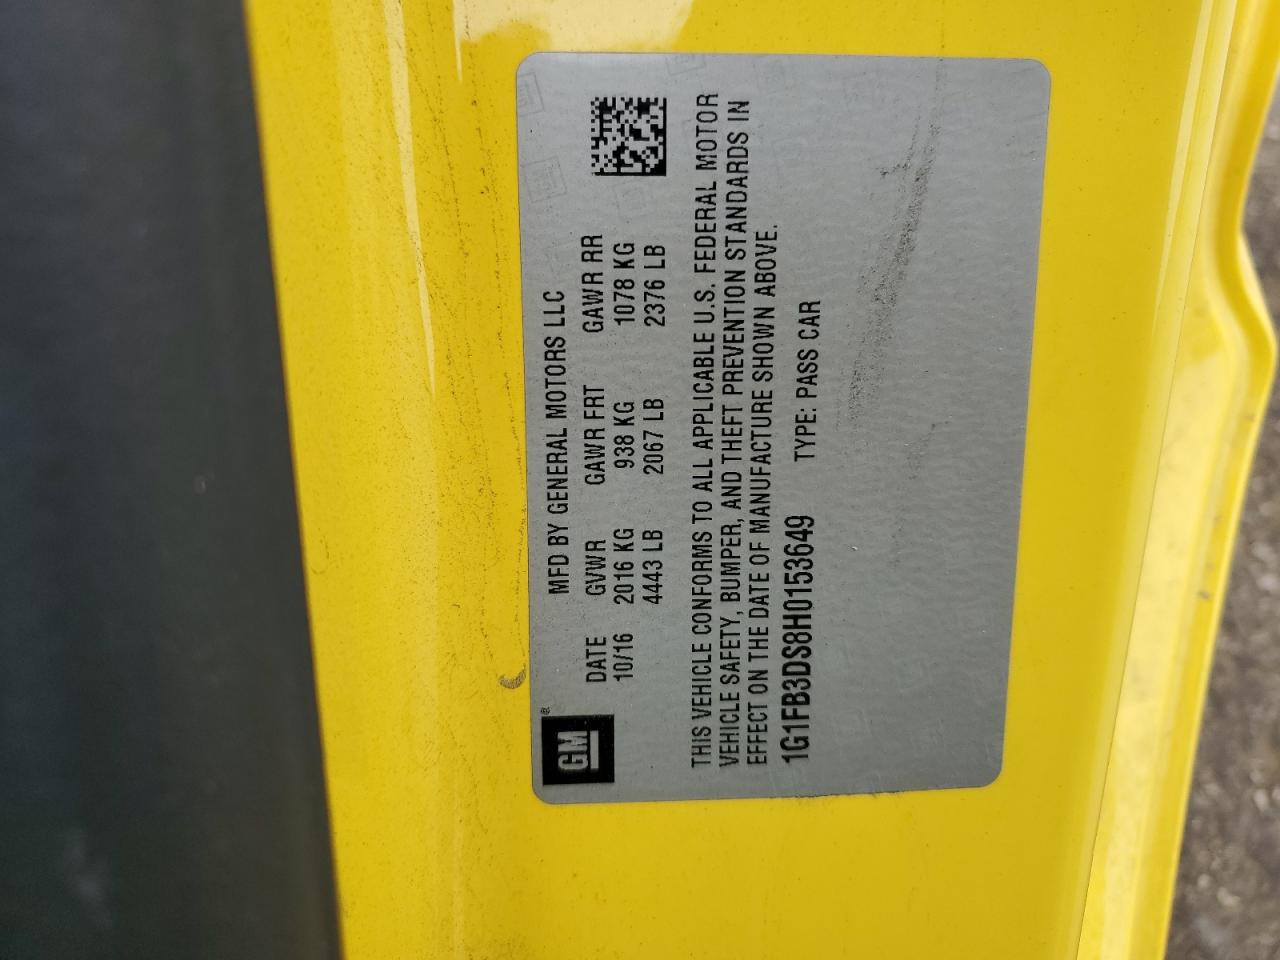 GM®
MFD BY GENERAL MOTORS LLC
DATE GVWR GAWR FRT GAWR RR
10/16 2016 KG 938 KG 1078 KG
4443 LB 2067 LB 2376 LB
THIS VEHICLE CONFORMS TO ALL APPLICABLE U.S. FEDERAL MOTOR
VEHICLE SAFETY, BUMPER, AND THEFT PREVENTION STANDARDS IN
EFFECT ON THE DATE OF MANUFACTURE SHOWN ABOVE.
1G1FB3DS8H0153649 TYPE: PASS CAR